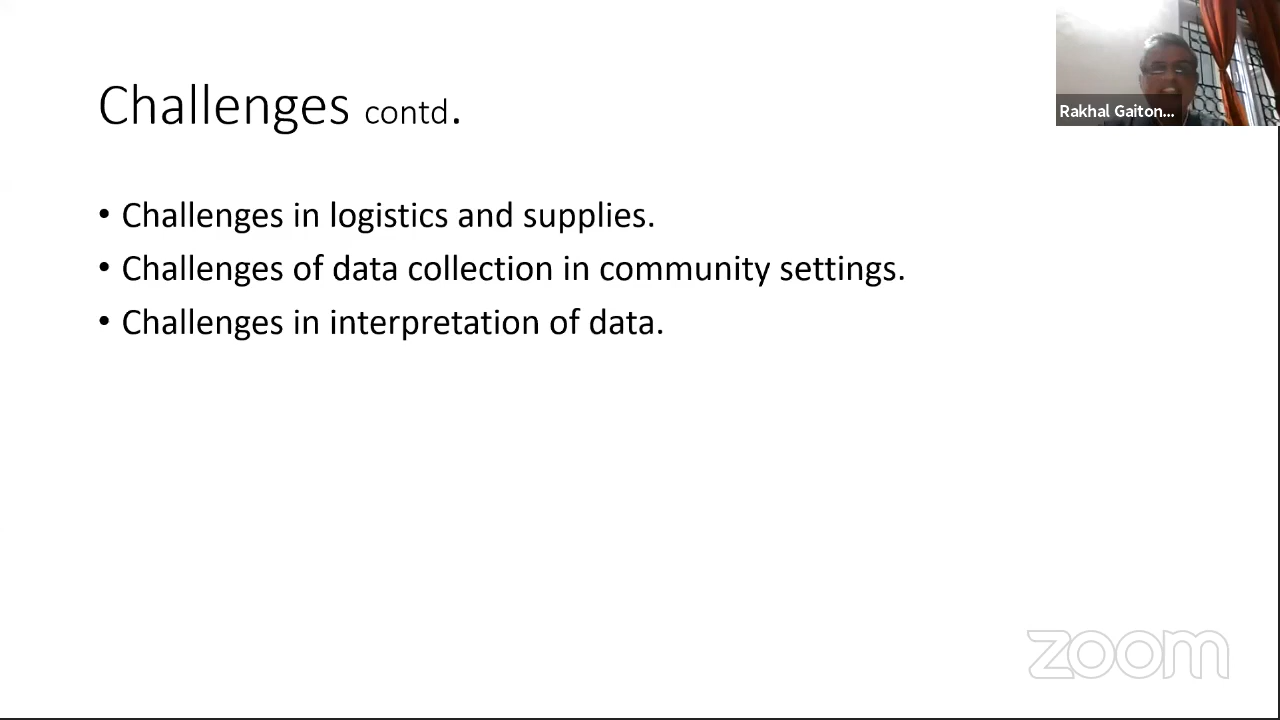 Challenges contd.
Rakhal Gaiton...
• Challenges in logistics and supplies.
• Challenges of data collection in community settings.
• Challenges in interpretation of data.
zoom